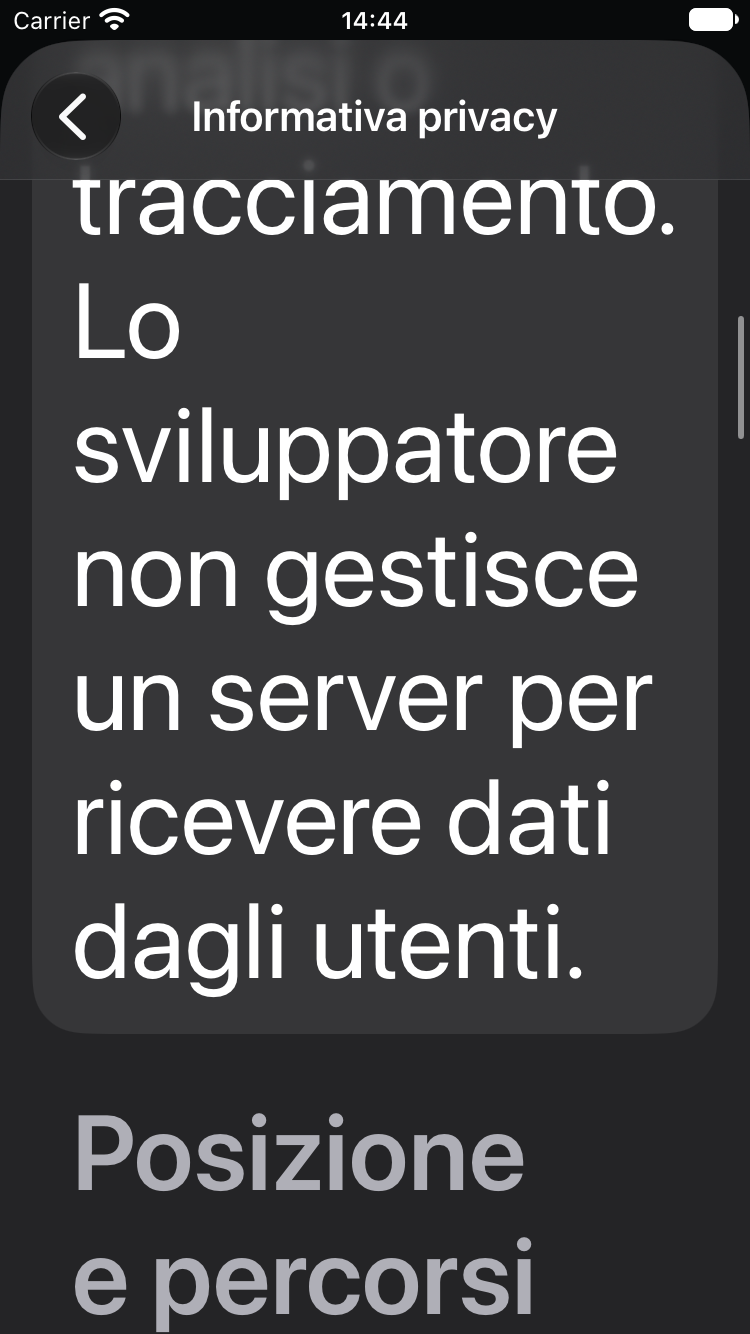 Carrier 14:44
analisi o
Informativa privacy
tracciamento.
Lo
sviluppatore
non gestisce
un server per
ricevere dati
dagli utenti.
Posizione
e percorsi